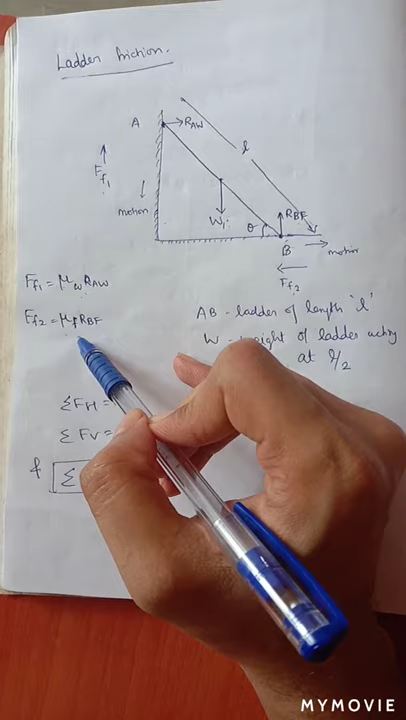 Ladder friction.
A
RAW
l
Ff1
motion
W
RBF
θ
B
motion
Ff2
Ff1 = μw RAW
Ff2 = μf RBF
AB - ladder of length 'l'
W - weight of ladder acting
at l/2
ΣFH =
ΣFV =
Σ
MYMOVIE